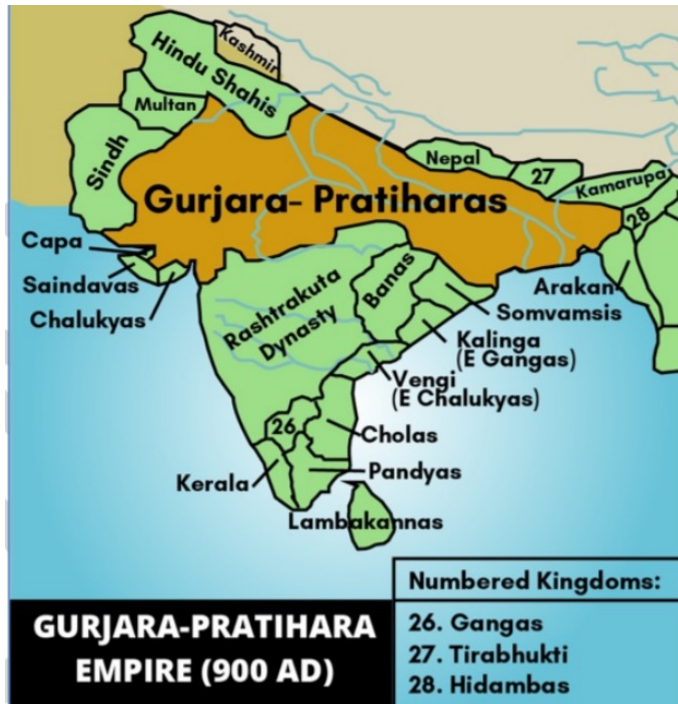 Kashmir
Hindu Shahis
Multan
Sindh
Nepal
27
Kamarupa
28
Gurjara- Pratiharas
Capa
Saindavas
Chalukyas
Rashtrakuta
Dynasty
Banas
Arakan
Somvamsis
Kalinga
(E Gangas)
Vengi
(E Chalukyas)
26
Cholas
Kerala
Pandyas
Lambakannas
Numbered Kingdoms:
26. Gangas
27. Tirabhukti
28. Hidambas
GURJARA-PRATIHARA
EMPIRE (900 AD)